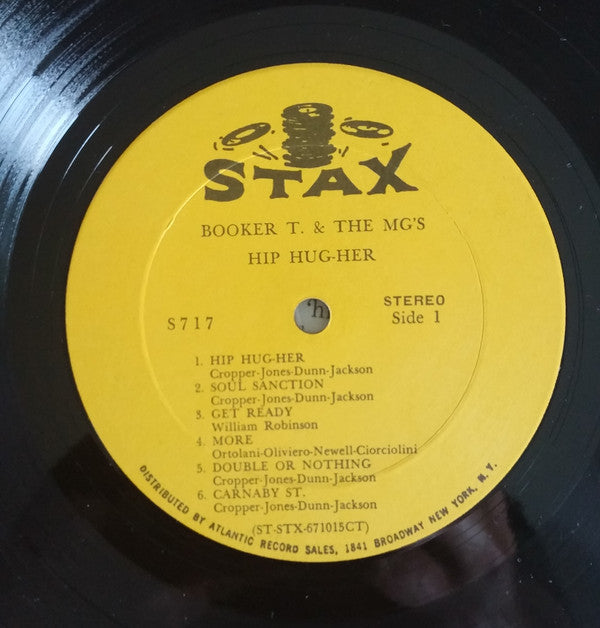 STAX
BOOKER T. & THE MG'S
HIP HUG-HER
STEREO
S717
Side 1
1. HIP HUG-HER
Cropper-Jones-Dunn-Jackson
2. SOUL SANCTION
Cropper-Jones-Dunn-Jackson
3. GET READY
William Robinson
4. MORE
Ortolani-Oliviero-Newell-Ciorciolini
5. DOUBLE OR NOTHING
Cropper-Jones-Dunn-Jackson
6. CARNABY ST.
Cropper-Jones-Dunn-Jackson
(ST-STX-671015CT)
DISTRIBUTED BY ATLANTIC RECORD SALES, 1841 BROADWAY NEW YORK, N.Y.